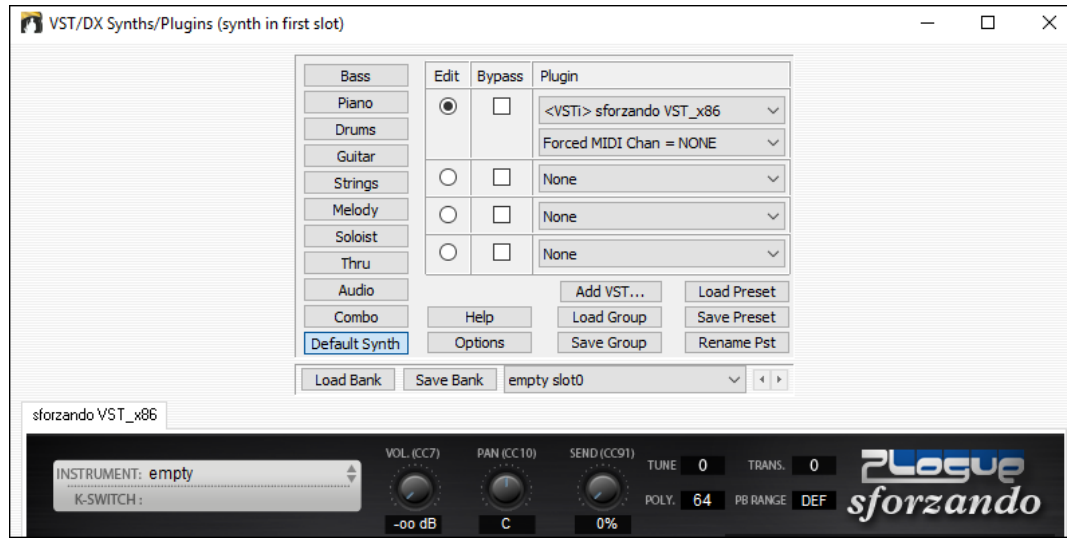 VST/DX Synths/Plugins (synth in first slot)
Bass
Piano
Drums
Guitar
Strings
Melody
Soloist
Thru
Audio
Combo
Default Synth
Edit Bypass Plugin
<VSTi> sforzando VST_x86
Forced MIDI Chan = NONE
None
None
None
Add VST... Load Preset
Help Load Group Save Preset
Options Save Group Rename Pst
Load Bank Save Bank empty slot0
sforzando VST_x86
INSTRUMENT: empty
K-SWITCH :
VOL. (CC7) PAN (CC10) SEND (CC91)
-oo dB C 0%
TUNE 0 TRANS. 0
POLY. 64 PB RANGE DEF
PLogue
sforzando